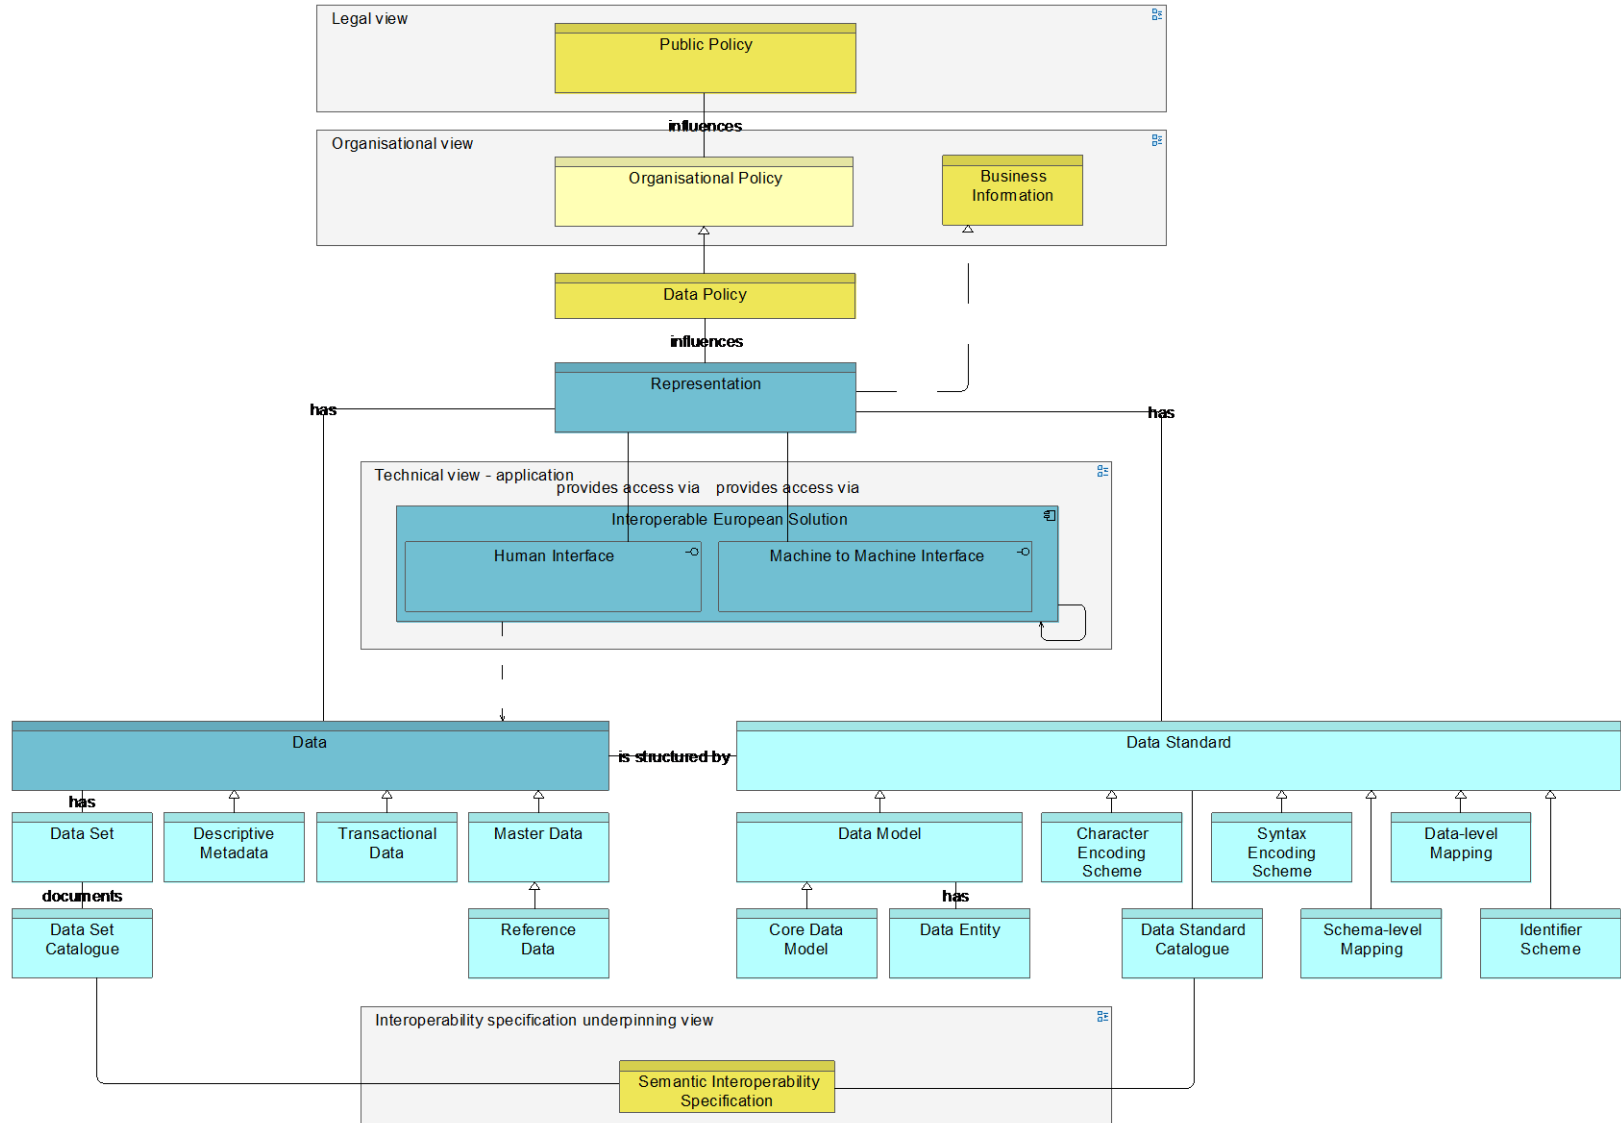 Legal view
Public Policy
influences
Organisational view
Organisational Policy
Business
Information
Data Policy
influences
Representation
has
has
Technical view - application
provides access via
provides access via
Interoperable European Solution
Human Interface
Machine to Machine Interface
Data
is structured by
Data Standard
has
Data Set
Descriptive
Metadata
Transactional
Data
Master Data
Data Model
Character
Encoding
Scheme
Syntax
Encoding
Scheme
Data-level
Mapping
documents
has
Data Set
Catalogue
Reference
Data
Core Data
Model
Data Entity
Data Standard
Catalogue
Schema-level
Mapping
Identifier
Scheme
Interoperability specification underpinning view
Semantic Interoperability
Specification